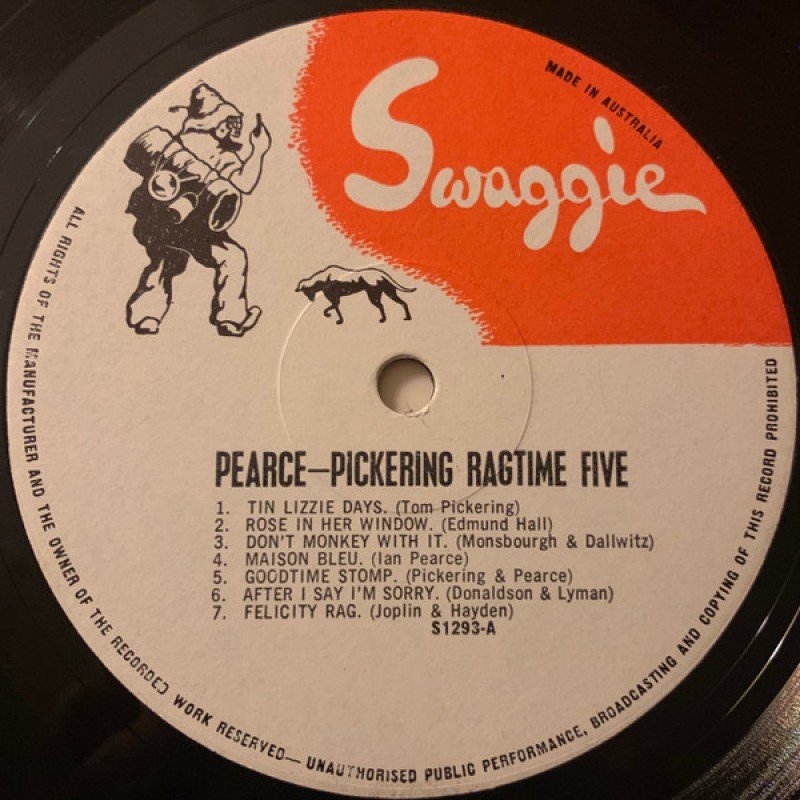 Swaggie
MADE IN AUSTRALIA
PEARCE—PICKERING RAGTIME FIVE
1. TIN LIZZIE DAYS. (Tom Pickering)
2. ROSE IN HER WINDOW. (Edmund Hall)
3. DON'T MONKEY WITH IT. (Monsbourgh & Dallwitz)
4. MAISON BLEU. (Ian Pearce)
5. GOODTIME STOMP. (Pickering & Pearce)
6. AFTER I SAY I'M SORRY. (Donaldson & Lyman)
7. FELICITY RAG. (Joplin & Hayden)
S1293-A
ALL RIGHTS OF THE MANUFACTURER AND THE OWNER OF THE RECORDED WORK RESERVED— UNAUTHORISED PUBLIC PERFORMANCE, BROADCASTING AND COPYING OF THIS RECORD PROHIBITED